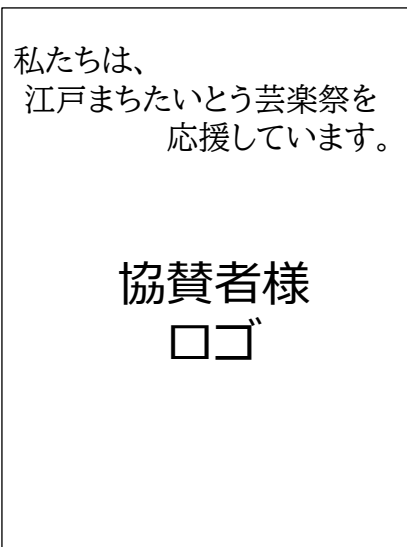 私たちは、
江戸まちたいとう芸楽祭を
応援しています。
協賛者様
ロゴ